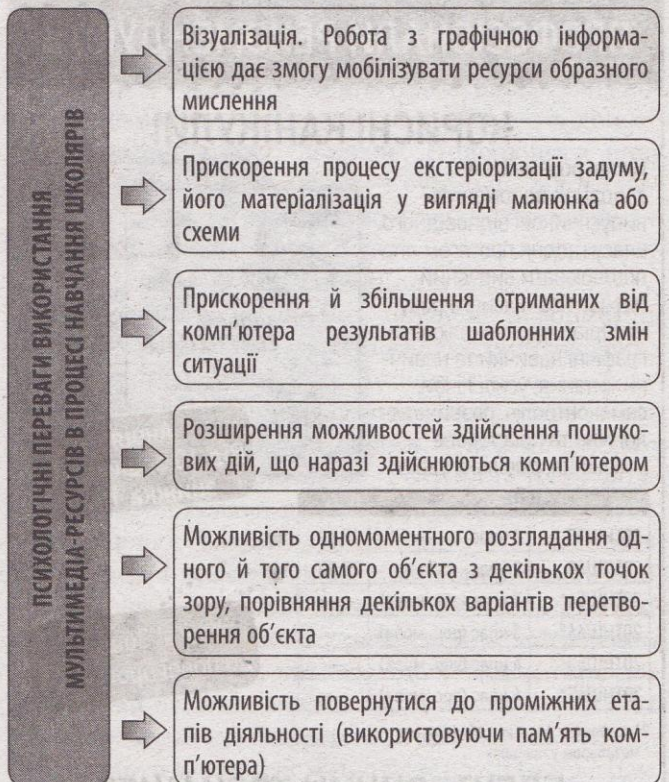 ПСИХОЛОГІЧНІ ПЕРЕВАГИ ВИКОРИСТАННЯ
МУЛЬТИМЕДІА-РЕСУРСІВ В ПРОЦЕСІ НАВЧАННЯ ШКОЛЯРІВ
Візуалізація. Робота з графічною інформа-
цією дає змогу мобілізувати ресурси образного
мислення
Прискорення процесу екстеріоризації задуму,
його матеріалізація у вигляді малюнка або
схеми
Прискорення й збільшення отриманих від
комп'ютера результатів шаблонних змін
ситуації
Розширення можливостей здійснення пошуко-
вих дій, що наразі здійснюються комп'ютером
Можливість одномоментного розглядання од-
ного й того самого об'єкта з декількох точок
зору, порівняння декількох варіантів перетво-
рення об'єкта
Можливість повернутися до проміжних ета-
пів діяльності (використовуючи пам'ять ком-
п'ютера)